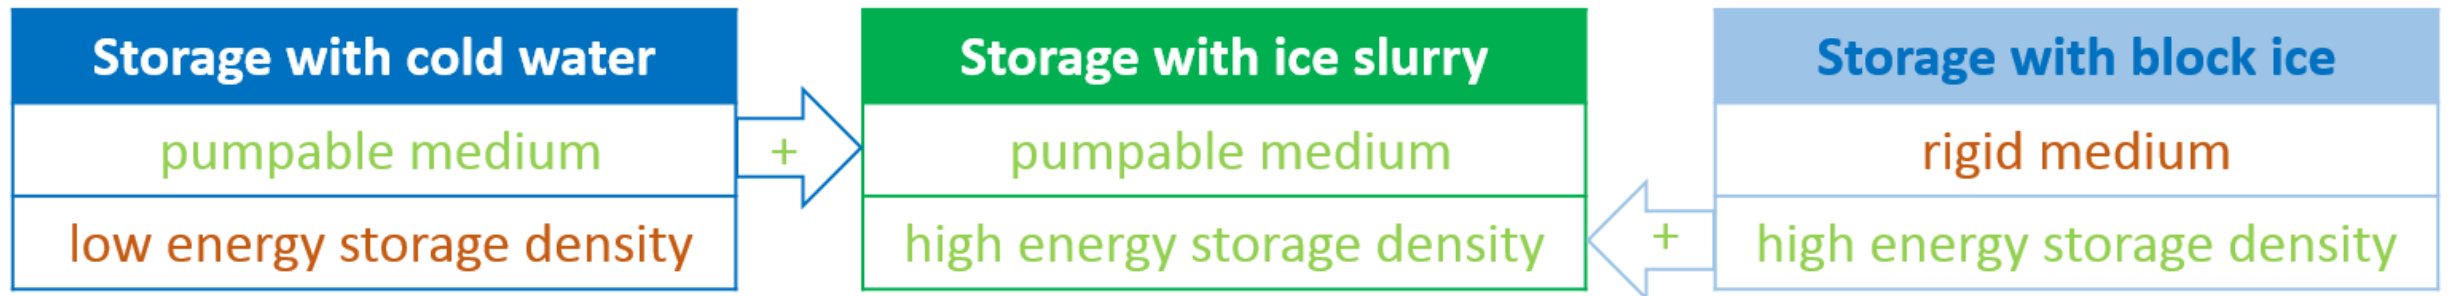 Storage with cold water
pumpable medium
low energy storage density
+
Storage with ice slurry
pumpable medium
high energy storage density
+
Storage with block ice
rigid medium
high energy storage density